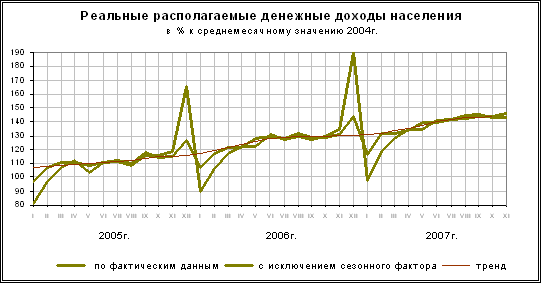 Реальные располагаемые денежные доходы населения
в % к среднемесячному значению 2004г.
190
180
170
160
150
140
130
120
110
100
90
80
I II III IV V VI VII VIII IX X XI XII I II III IV V VI VII VIII IX X XI XII I II III IV V VI VII VIII IX X XI
2005г. 2006г. 2007г.
по фактическим данным с исключением сезонного фактора тренд